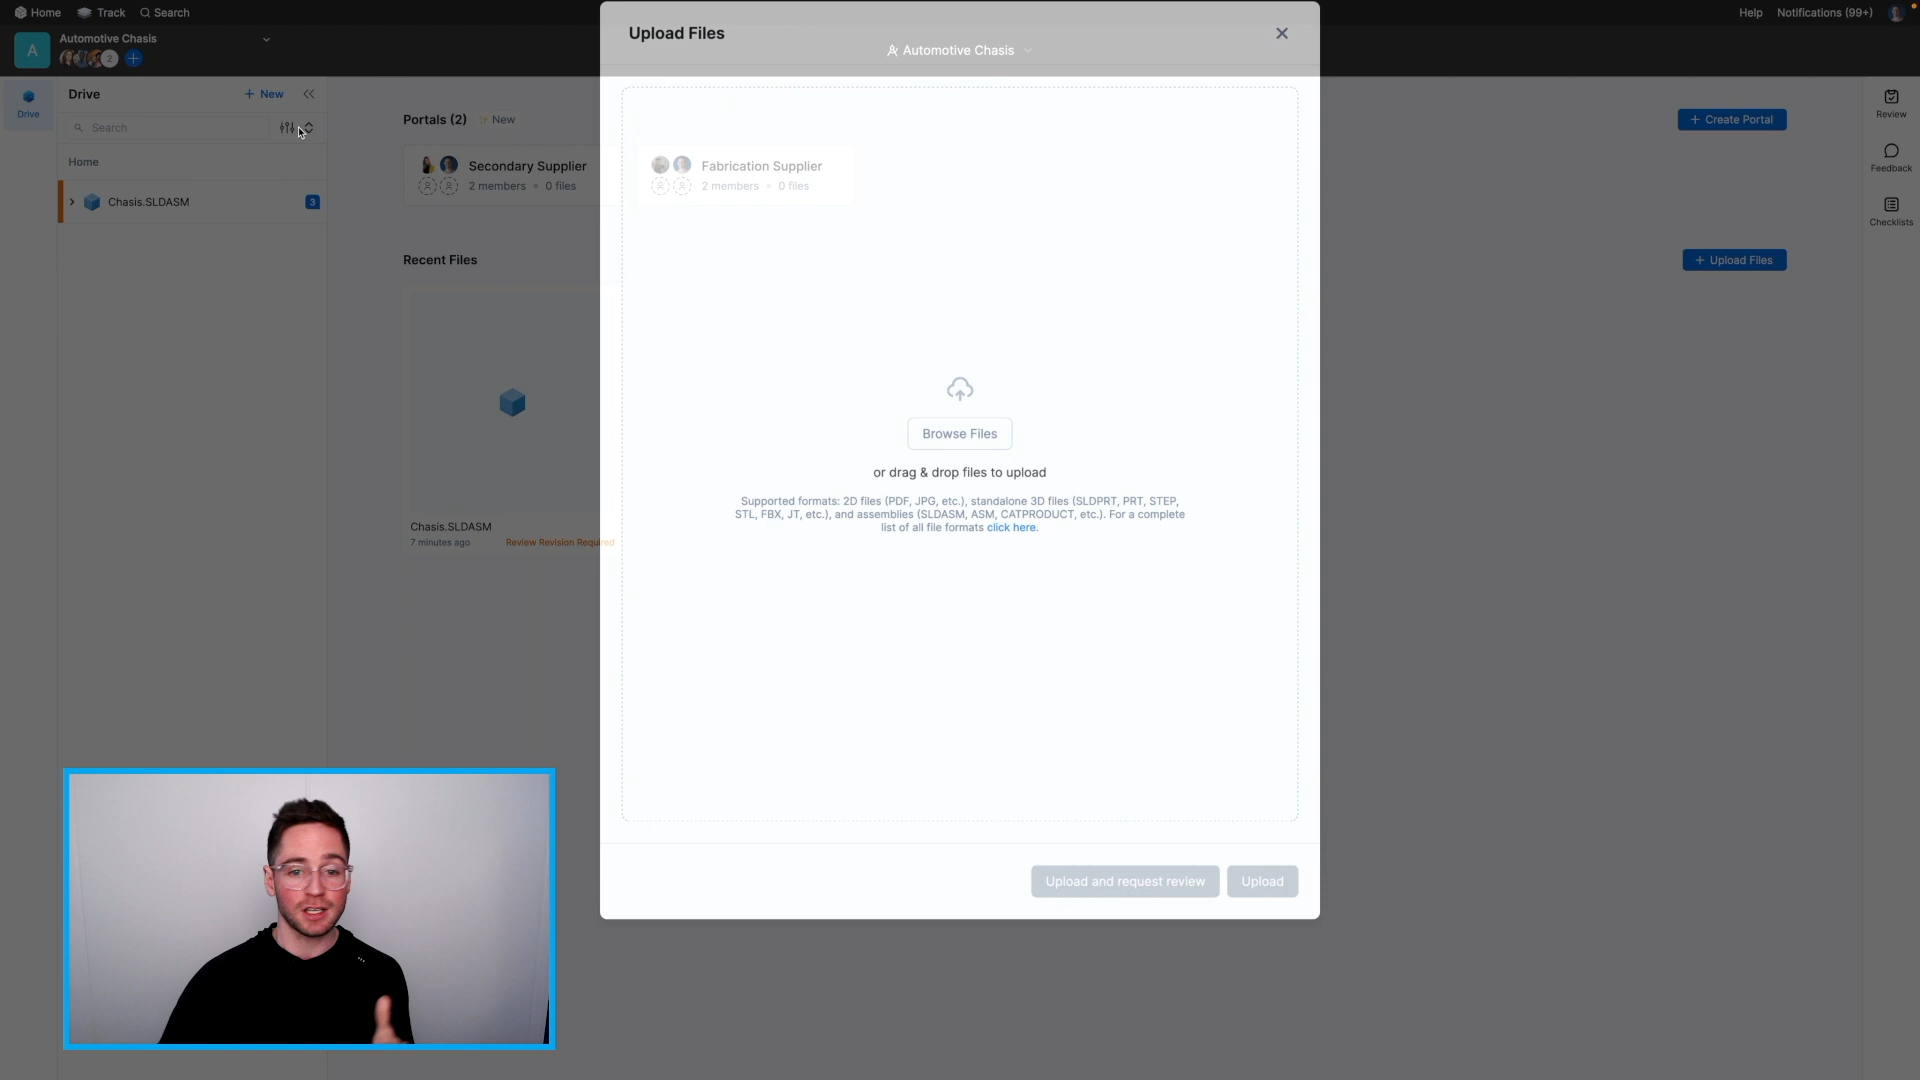 Home
Track
Search
Help
Notifications (99+)
A
Automotive Chasis
2
Upload Files
Automotive Chasis
Drive
Drive
New
Search
Home
Chasis.SLDASM
3
Portals (2)
New
Create Portal
Secondary Supplier
2 members • 0 files
Fabrication Supplier
2 members • 0 files
Recent Files
Upload Files
Chasis.SLDASM
7 minutes ago
Review Revision Required
Browse Files
or drag & drop files to upload
Supported formats: 2D files (PDF, JPG, etc.), standalone 3D files (SLDPRT, PRT, STEP,
STL, FBX, JT, etc.), and assemblies (SLDASM, ASM, CATPRODUCT, etc.). For a complete
list of all file formats click here.
Upload and request review
Upload
Review
Feedback
Checklists